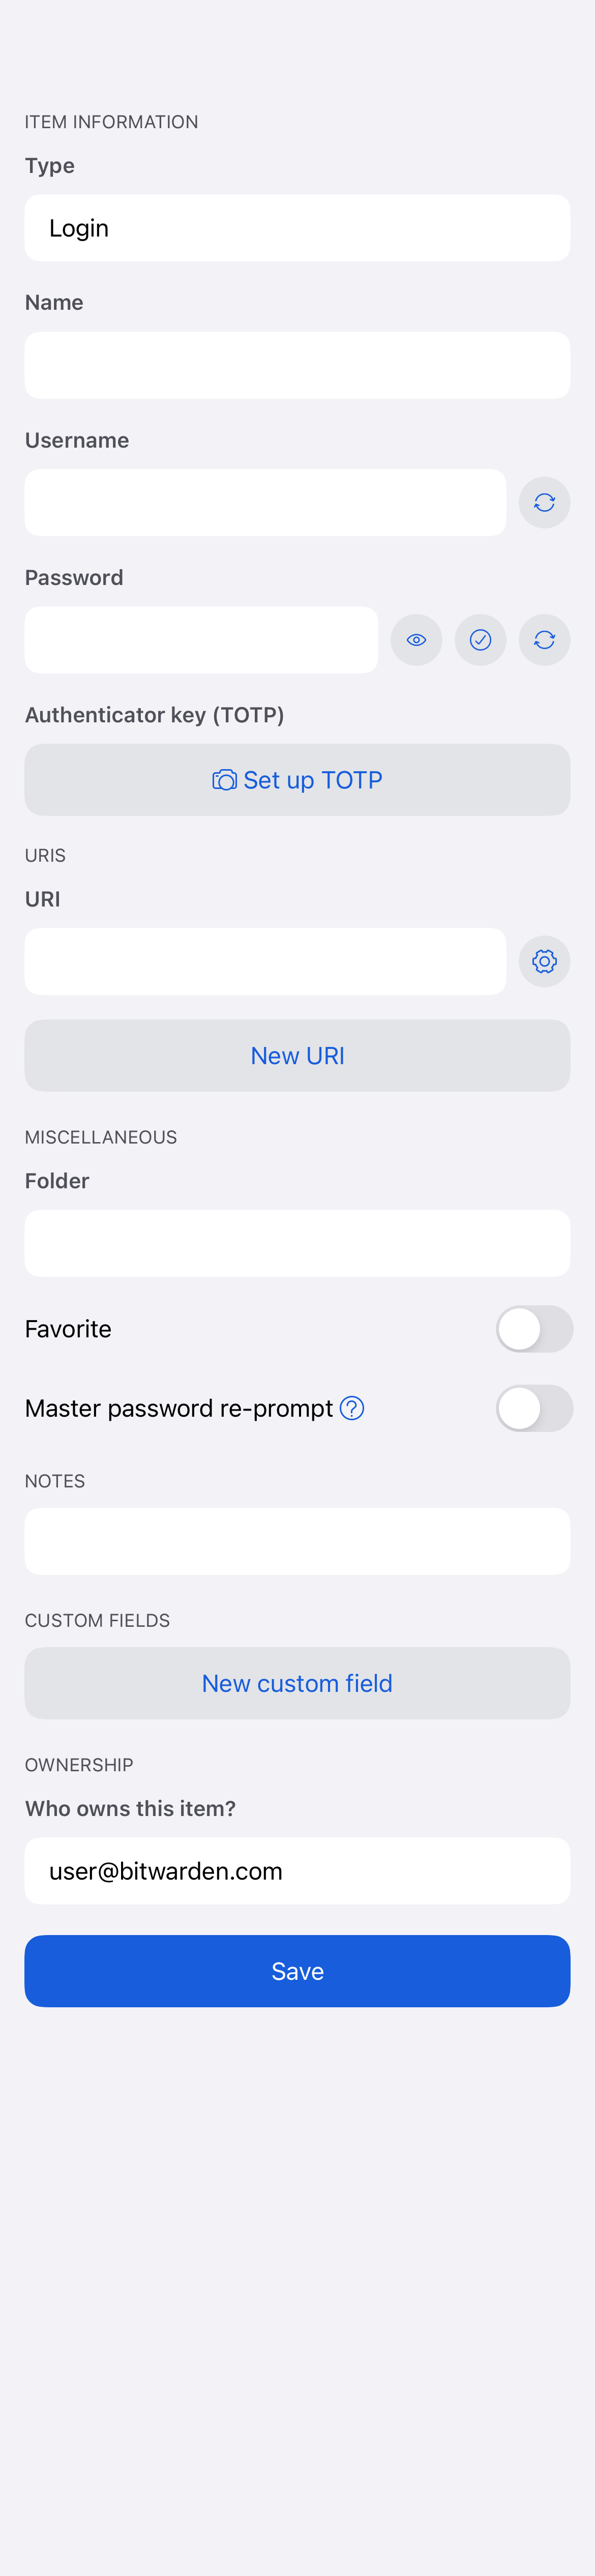 ITEM INFORMATION
Type
Login
Name
Username
Password
Authenticator key (TOTP)
Set up TOTP
URIS
URI
New URI
MISCELLANEOUS
Folder
Favorite
Master password re-prompt ?
NOTES
CUSTOM FIELDS
New custom field
OWNERSHIP
Who owns this item?
user@bitwarden.com
Save